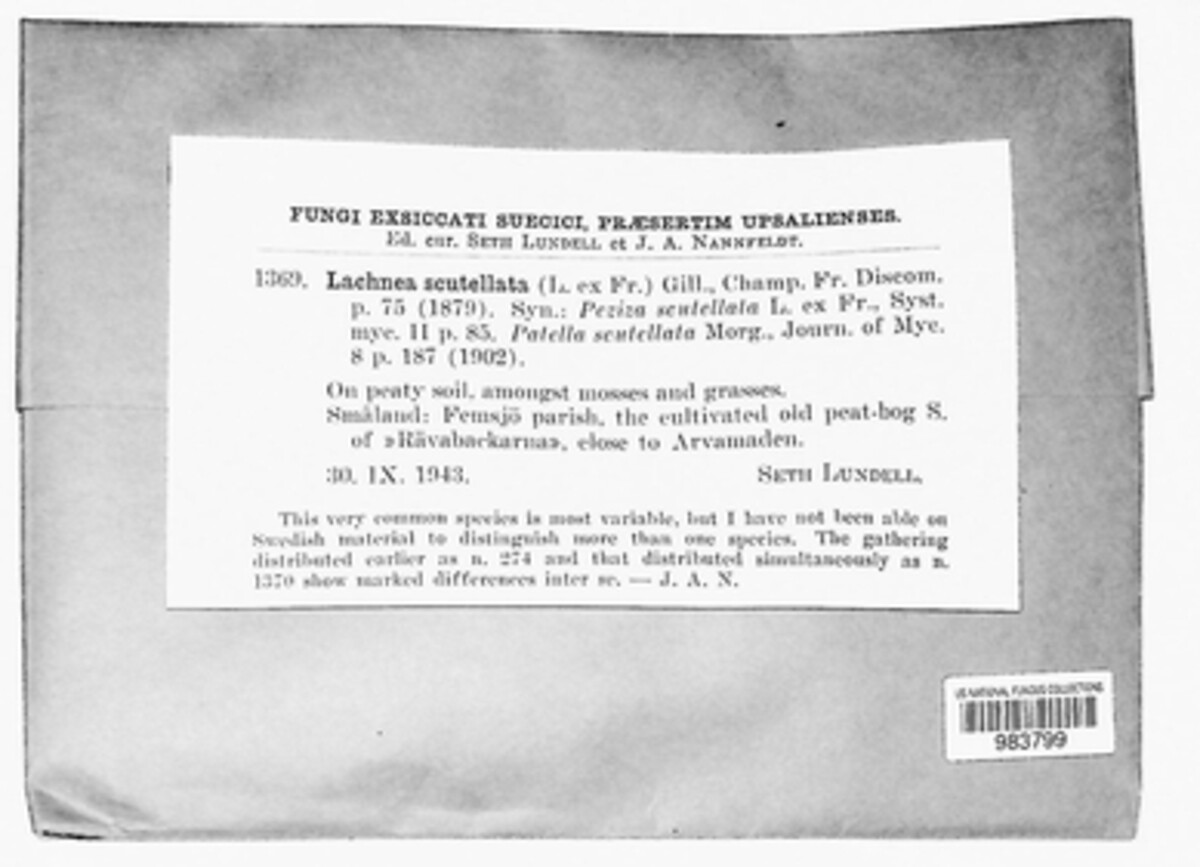 FUNGI EXSICCATI SUECICI, PRÆSERTIM UPSALIENSES.
Ed. cur. SETH LUNDELL et J. A. NANNFELDT.
1369. Lachnea scutellata (L. ex Fr.) Gill., Champ. Fr. Discom.
p. 75 (1879). Syn.: Peziza scutellata L. ex Fr., Syst.
myc. II p. 85. Patella scutellata Morg., Journ. of Myc.
8 p. 187 (1902).
On peaty soil, amongst mosses and grasses.
Småland: Femsjö parish, the cultivated old peat-bog S.
of »Rävabackarna», close to Arvamaden.
30. IX. 1943. SETH LUNDELL.
This very common species is most variable, but I have not been able on
Swedish material to distinguish more than one species. The gathering
distributed earlier as n. 274 and that distributed simultaneously as n.
1370 show marked differences inter se. — J. A. N.
US NATIONAL FUNGUS COLLECTIONS
983799